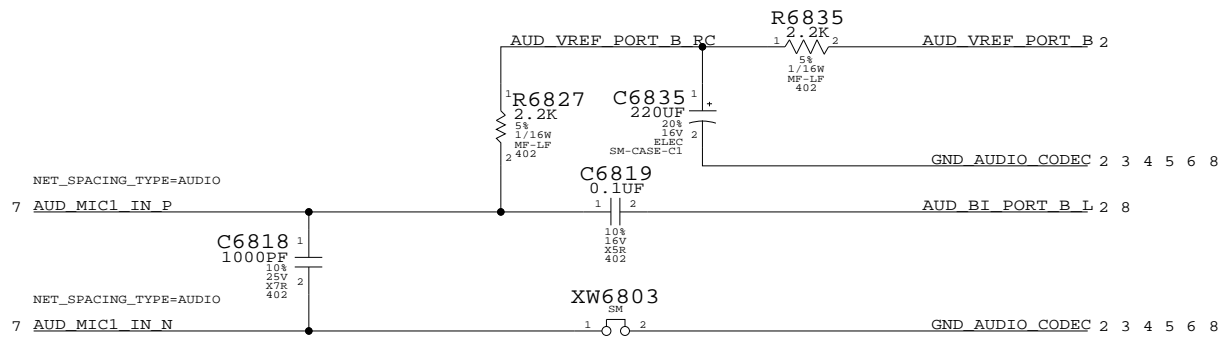 R6835
2.2K
1 2
5%
1/16W
MF-LF
402
AUD_VREF_PORT_B_RC
AUD_VREF_PORT_B 2
1
R6827
2.2K
5%
1/16W
MF-LF
402
2
C6835
1
+
220UF
20%
16V
ELEC
SM-CASE-C1
2
GND_AUDIO_CODEC 2 3 4 5 6 8
C6819
0.1UF
1 2
10%
16V
X5R
402
NET_SPACING_TYPE=AUDIO
7 AUD_MIC1_IN_P
AUD_BI_PORT_B_L 2 8
C6818
1
1000PF
10%
25V
X7R
402
2
NET_SPACING_TYPE=AUDIO
7 AUD_MIC1_IN_N
XW6803
SM
1 2
GND_AUDIO_CODEC 2 3 4 5 6 8